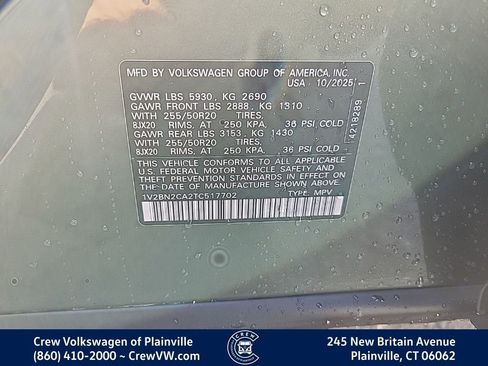 MFD BY VOLKSWAGEN GROUP OF AMERICA, INC.
USA 10/2025
GVWR LBS 5930, KG 2690
GAWR FRONT LBS 2888, KG 1310
WITH 255/50R20 TIRES,
8JX20 RIMS, AT 250 KPA, 36 PSI COLD
GAWR REAR LBS 3153, KG 1430
WITH 255/50R20 TIRES,
8JX20 RIMS, AT 250 KPA, 36 PSI COLD
THIS VEHICLE CONFORMS TO ALL APPLICABLE
U.S. FEDERAL MOTOR VEHICLE SAFETY AND
THEFT PREVENTION STANDARDS IN EFFECT ON
THE DATE OF MANUFACTURE SHOWN ABOVE.
1V2BN2CA2TC517702 TYPE: MPV
4218289 1
Crew Volkswagen of Plainville
(860) 410-2000 ~ CrewVW.com
CREW
245 New Britain Avenue
Plainville, CT 06062